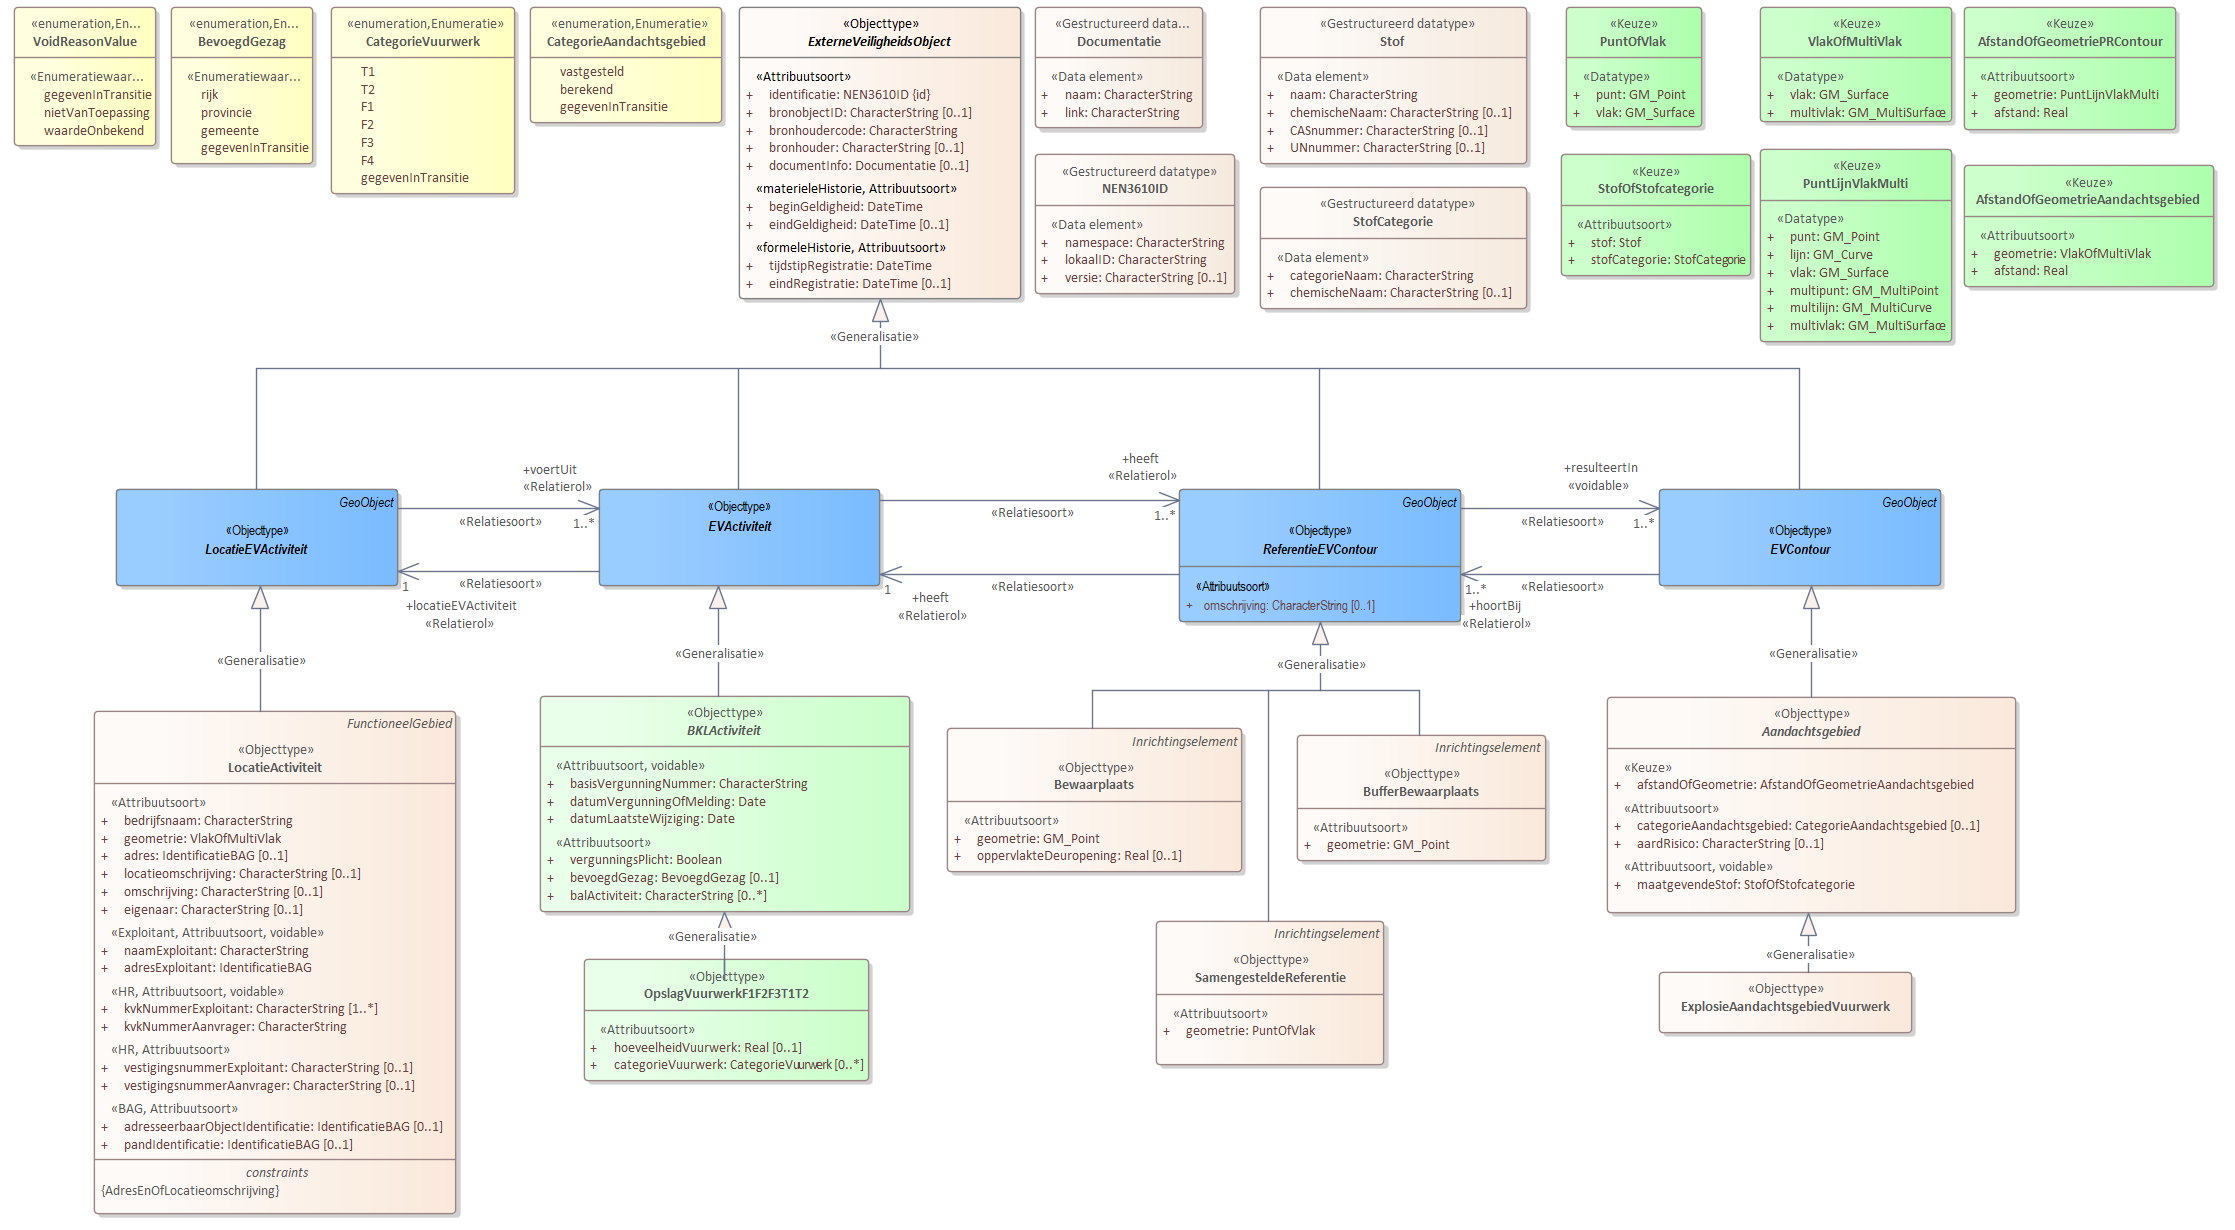 «enumeration,En...
VoidReasonValue
«Enumeratiewaar...
gegevenInTransitie
nietVanToepassing
waardeOnbekend
«enumeration,En...
BevoegdGezag
«Enumeratiewaar...
rijk
provincie
gemeente
gegevenInTransitie
«enumeration,Enumeratie»
CategorieVuurwerk
T1
T2
F1
F2
F3
F4
gegevenInTransitie
«enumeration,Enumeratie»
CategorieAandachtsgebied
vastgesteld
berekend
gegevenInTransitie
«Objecttype»
ExterneVeiligheidsObject
«Attribuutsoort»
+ identificatie: NEN3610ID {id}
+ bronobjectID: CharacterString [0..1]
+ bronhoudercode: CharacterString
+ bronhouder: CharacterString [0..1]
+ documentInfo: Documentatie [0..1]
«materieleHistorie, Attribuutsoort»
+ beginGeldigheid: DateTime
+ eindGeldigheid: DateTime [0..1]
«formeleHistorie, Attribuutsoort»
+ tijdstipRegistratie: DateTime
+ eindRegistratie: DateTime [0..1]
«Gestructureerd data...
Documentatie
«Data element»
+ naam: CharacterString
+ link: CharacterString
«Gestructureerd datatype»
NEN3610ID
«Data element»
+ namespace: CharacterString
+ lokaalID: CharacterString
+ versie: CharacterString [0..1]
«Gestructureerd datatype»
Stof
«Data element»
+ naam: CharacterString
+ chemischeNaam: CharacterString [0..1]
+ CASnummer: CharacterString [0..1]
+ UNnummer: CharacterString [0..1]
«Gestructureerd datatype»
StofCategorie
«Data element»
+ categorieNaam: CharacterString
+ chemischeNaam: CharacterString [0..1]
«Keuze»
PuntOfVlak
«Datatype»
+ punt: GM_Point
+ vlak: GM_Surface
«Keuze»
StofOfStofcategorie
«Attribuutsoort»
+ stof: Stof
+ stofCategorie: StofCategorie
«Keuze»
VlakOfMultiVlak
«Datatype»
+ vlak: GM_Surface
+ multivlak: GM_MultiSurface
«Keuze»
PuntLijnVlakMulti
«Datatype»
+ punt: GM_Point
+ lijn: GM_Curve
+ vlak: GM_Surface
+ multipunt: GM_MultiPoint
+ multilijn: GM_MultiCurve
+ multivlak: GM_MultiSurface
«Keuze»
AfstandOfGeometriePRContour
«Attribuutsoort»
+ geometrie: PuntLijnVlakMulti
+ afstand: Real
«Keuze»
AfstandOfGeometrieAandachtsgebied
«Attribuutsoort»
+ geometrie: VlakOfMultiVlak
+ afstand: Real
«Generalisatie»
GeoObject
«Objecttype»
LocatieEVActiviteit
+voertUit
«Relatierol»
«Relatiesoort»
1..*
«Relatiesoort»
1
+locatieEVActiviteit
«Relatierol»
«Objecttype»
EVActiviteit
+heeft
«Relatierol»
«Relatiesoort»
1..*
«Relatiesoort»
1
+heeft
«Relatierol»
GeoObject
«Objecttype»
ReferentieEVContour
«Attribuutsoort»
+ omschrijving: CharacterString [0..1]
+resulteertIn
«voidable»
«Relatiesoort»
1..*
«Relatiesoort»
1..*
+hoortBij
«Relatierol»
GeoObject
«Objecttype»
EVContour
«Generalisatie»
«Generalisatie»
«Generalisatie»
«Generalisatie»
FunctioneelGebied
«Objecttype»
LocatieActiviteit
«Attribuutsoort»
+ bedrijfsnaam: CharacterString
+ geometrie: VlakOfMultiVlak
+ adres: IdentificatieBAG [0..1]
+ locatieomschrijving: CharacterString [0..1]
+ omschrijving: CharacterString [0..1]
+ eigenaar: CharacterString [0..1]
«Exploitant, Attribuutsoort, voidable»
+ naamExploitant: CharacterString
+ adresExploitant: IdentificatieBAG
«HR, Attribuutsoort, voidable»
+ kvkNummerExploitant: CharacterString [1..*]
+ kvkNummerAanvrager: CharacterString
«HR, Attribuutsoort»
+ vestigingsnummerExploitant: CharacterString [0..1]
+ vestigingsnummerAanvrager: CharacterString [0..1]
«BAG, Attribuutsoort»
+ adresseerbaarObjectIdentificatie: IdentificatieBAG [0..1]
+ pandIdentificatie: IdentificatieBAG [0..1]
constraints
{AdresEnOfLocatieomschrijving}
«Objecttype»
BKLActiviteit
«Attribuutsoort, voidable»
+ basisVergunningNummer: CharacterString
+ datumVergunningOfMelding: Date
+ datumLaatsteWijziging: Date
«Attribuutsoort»
+ vergunningsPlicht: Boolean
+ bevoegdGezag: BevoegdGezag [0..1]
+ balActiviteit: CharacterString [0..*]
«Generalisatie»
«Objecttype»
OpslagVuurwerkF1F2F3T1T2
«Attribuutsoort»
+ hoeveelheidVuurwerk: Real [0..1]
+ categorieVuurwerk: CategorieVuurwerk [0..*]
Inrichtingselement
«Objecttype»
Bewaarplaats
«Attribuutsoort»
+ geometrie: GM_Point
+ oppervlakteDeuropening: Real [0..1]
Inrichtingselement
«Objecttype»
BufferBewaarplaats
«Attribuutsoort»
+ geometrie: GM_Point
Inrichtingselement
«Objecttype»
SamengesteldeReferentie
«Attribuutsoort»
+ geometrie: PuntOfVlak
«Objecttype»
Aandachtsgebied
«Keuze»
+ afstandOfGeometrie: AfstandOfGeometrieAandachtsgebied
«Attribuutsoort»
+ categorieAandachtsgebied: CategorieAandachtsgebied [0..1]
+ aardRisico: CharacterString [0..1]
«Attribuutsoort, voidable»
+ maatgevendeStof: StofOfStofcategorie
«Generalisatie»
«Objecttype»
ExplosieAandachtsgebiedVuurwerk